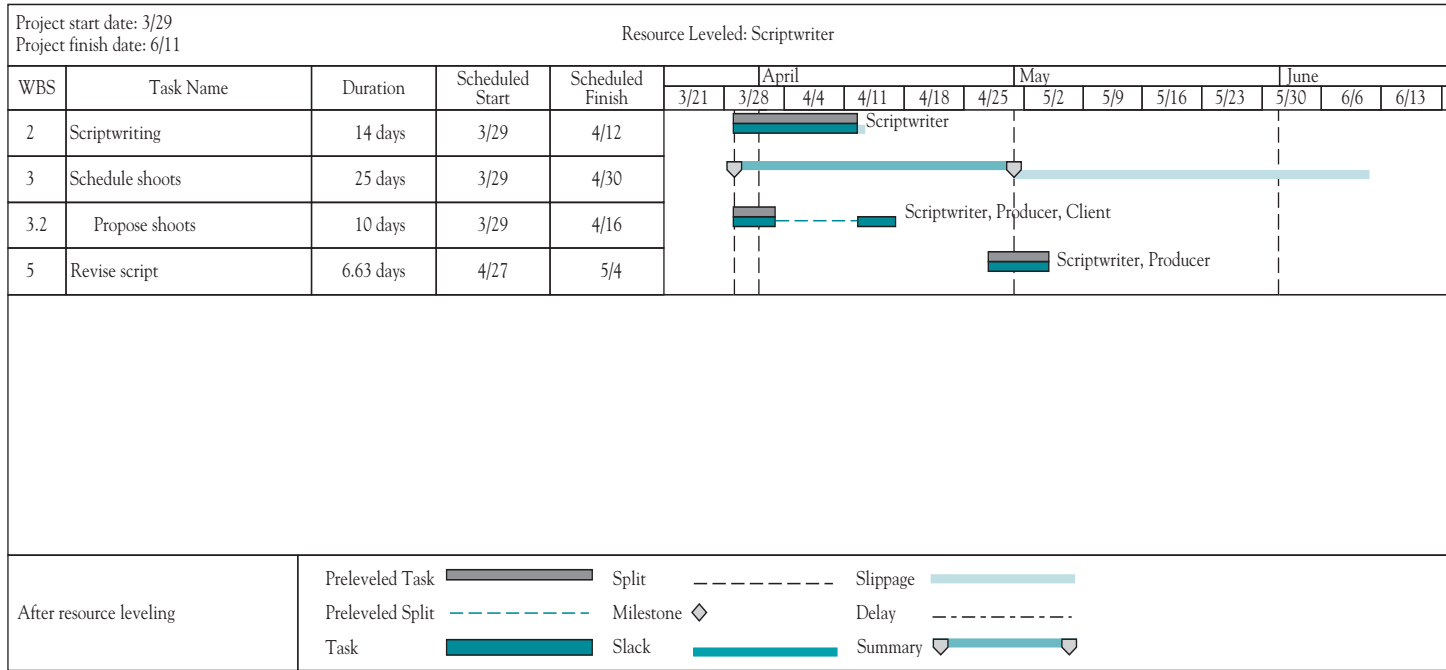 Project start date: 3/29
Project finish date: 6/11
Resource Leveled: Scriptwriter
WBS Task Name Duration Scheduled Start Scheduled Finish
April May June
3/21 3/28 4/4 4/11 4/18 4/25 5/2 5/9 5/16 5/23 5/30 6/6 6/13
2 Scriptwriting 14 days 3/29 4/12 Scriptwriter
3 Schedule shoots 25 days 3/29 4/30
3.2 Propose shoots 10 days 3/29 4/16 Scriptwriter, Producer, Client
5 Revise script 6.63 days 4/27 5/4 Scriptwriter, Producer
After resource leveling
Preleveled Task Split Slippage
Preleveled Split Milestone Delay
Task Slack Summary